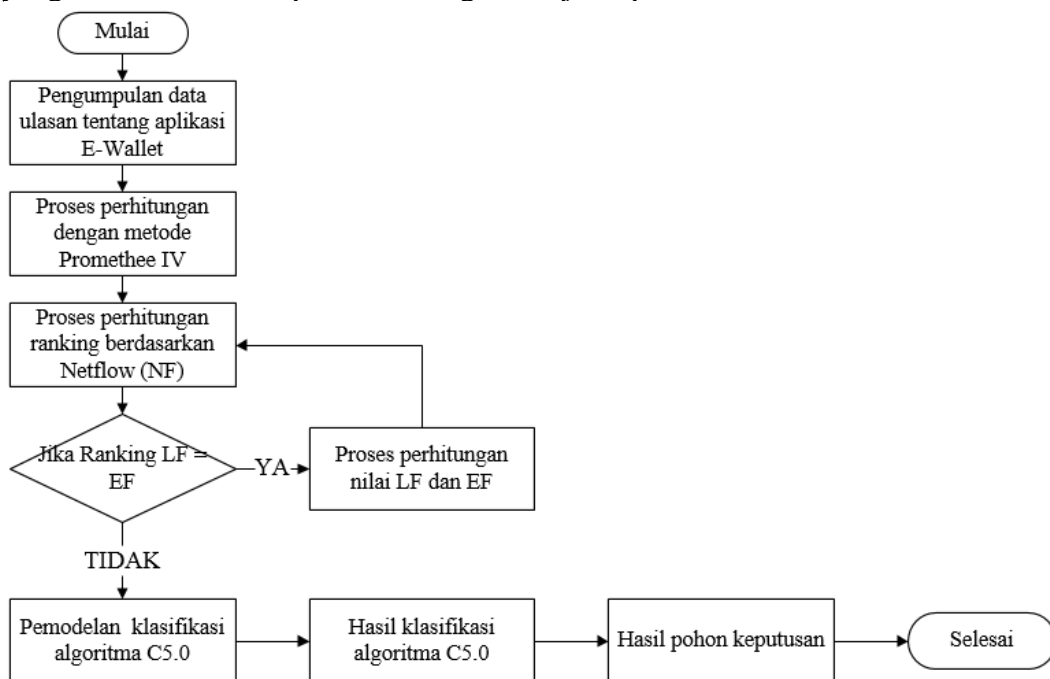 Mulai
Pengumpulan data
ulasan tentang aplikasi
E-Wallet
Proses perhitungan
dengan metode
Promethee IV
Proses perhitungan
ranking berdasarkan
Netflow (NF)
Jika Ranking LF =
EF
YA
Proses perhitungan
nilai LF dan EF
TIDAK
Pemodelan klasifikasi
algoritma C5.0
Hasil klasifikasi
algoritma C5.0
Hasil pohon keputusan
Selesai